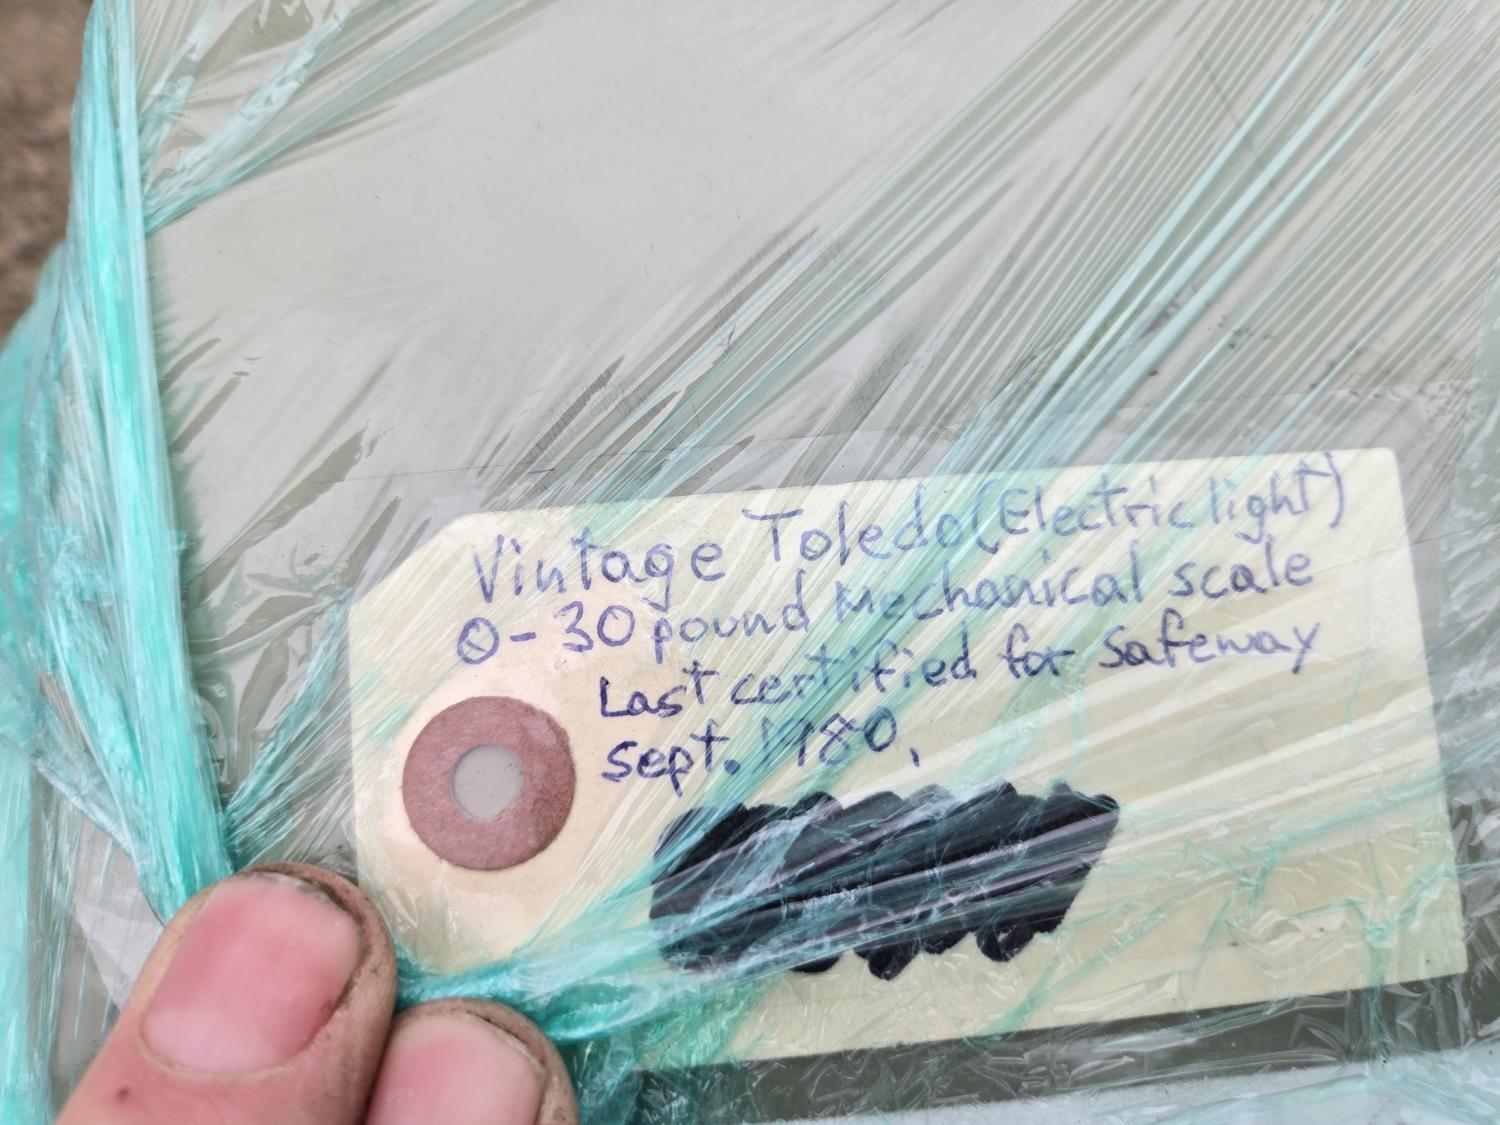 Vintage Toledo (Electric light)
0-30 pound Mechanical scale
Last certified for Safeway
Sept. 1980,